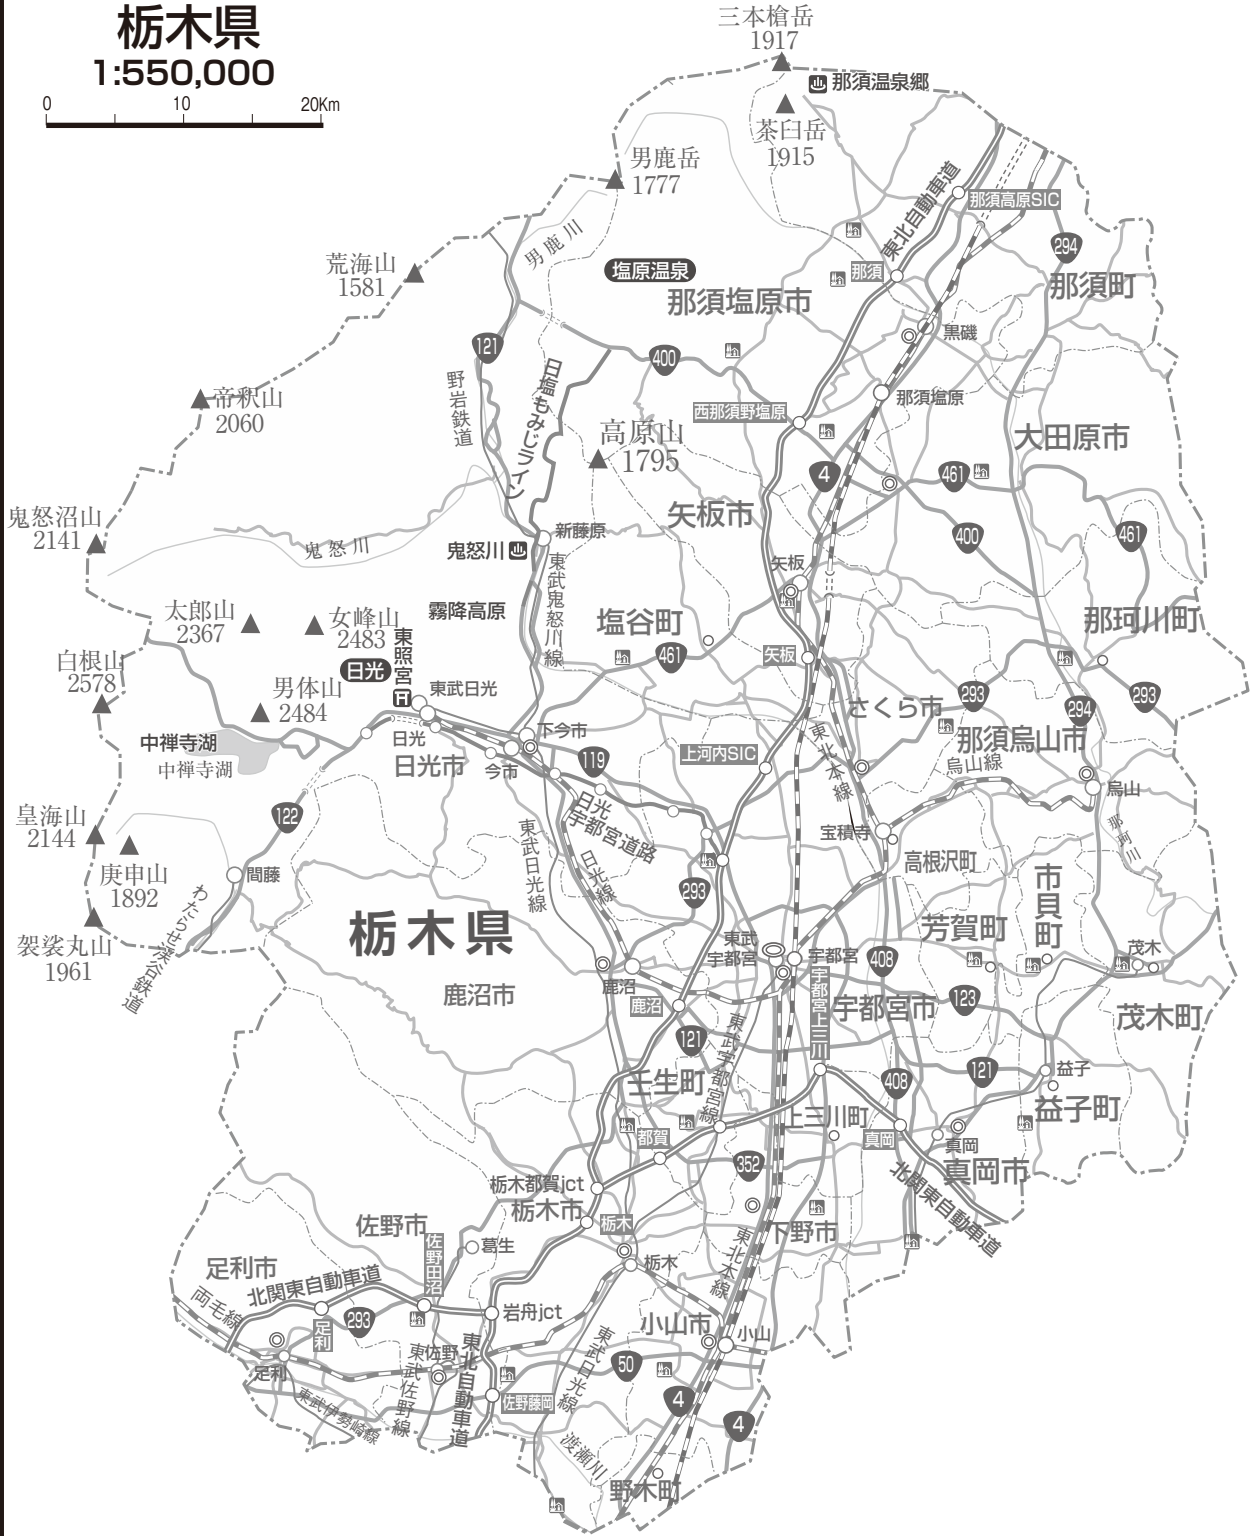 栃木県
1:550,000
0 10 20Km
三本槍岳
1917
那須温泉郷
茶臼岳
1915
男鹿岳
1777
東北自動車道
那須高原SIC
男鹿川
294
荒海山
1581
塩原温泉
那須
那須町
那須塩原市
121
黒磯
400
野岩鉄道
日塩もみじライン
帝釈山
2060
那須塩原
西那須野塩原
高原山
1795
大田原市
4
461
鬼怒沼山
2141
矢板市
400
461
鬼怒川
新藤原
鬼怒川
東武鬼怒川線
矢板
太郎山
2367
女峰山
2483
霧降高原
塩谷町
那珂川町
東照宮
白根山
2578
日光
461
矢板
男体山
2484
東武日光
293
293
さくら市
294
中禅寺湖
中禅寺湖
日光
下今市
上河内SIC
東北本線
那須烏山市
烏山線
日光市
今市
119
烏山
皇海山
2144
122
日光宇都宮道路
宝積寺
那珂川
東武日光線
日光線
高根沢町
庚申山
1892
間藤
市貝町
293
わたらせ渓谷鉄道
袈裟丸山
1961
栃木県
芳賀町
東武宇都宮
宇都宮
茂木
408
鹿沼市
鹿沼
鹿沼
宇都宮上三川
宇都宮市
123
茂木町
東武宇都宮線
121
121
益子
壬生町
408
益子町
上三川町
都賀
真岡
真岡
352
真岡市
北関東自動車道
栃木都賀jct
栃木市
栃木
下野市
佐野市
佐野田沼
葛生
東北本線
足利市
北関東自動車道
栃木
両毛線
岩舟jct
293
足利
小山市
小山
足利
佐野
東武佐野線
東北自動車道
東武日光線
50
東武伊勢崎線
佐野藤岡
4
4
渡瀬川
野木町